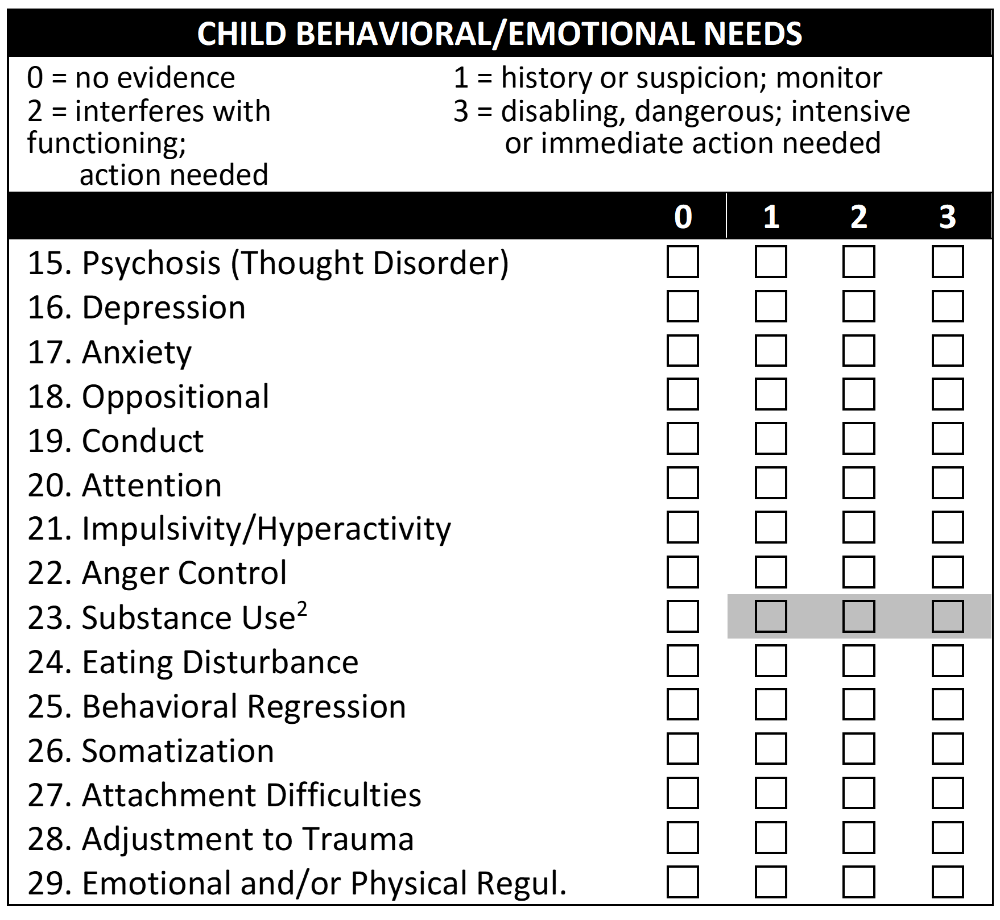 CHILD BEHAVIORAL/EMOTIONAL NEEDS
0 = no evidence
1 = history or suspicion; monitor
2 = interferes with
functioning;
action needed
3 = disabling, dangerous; intensive
or immediate action needed
0 1 2 3
15. Psychosis (Thought Disorder)
16. Depression
17. Anxiety
18. Oppositional
19. Conduct
20. Attention
21. Impulsivity/Hyperactivity
22. Anger Control
23. Substance Use²
24. Eating Disturbance
25. Behavioral Regression
26. Somatization
27. Attachment Difficulties
28. Adjustment to Trauma
29. Emotional and/or Physical Regul.